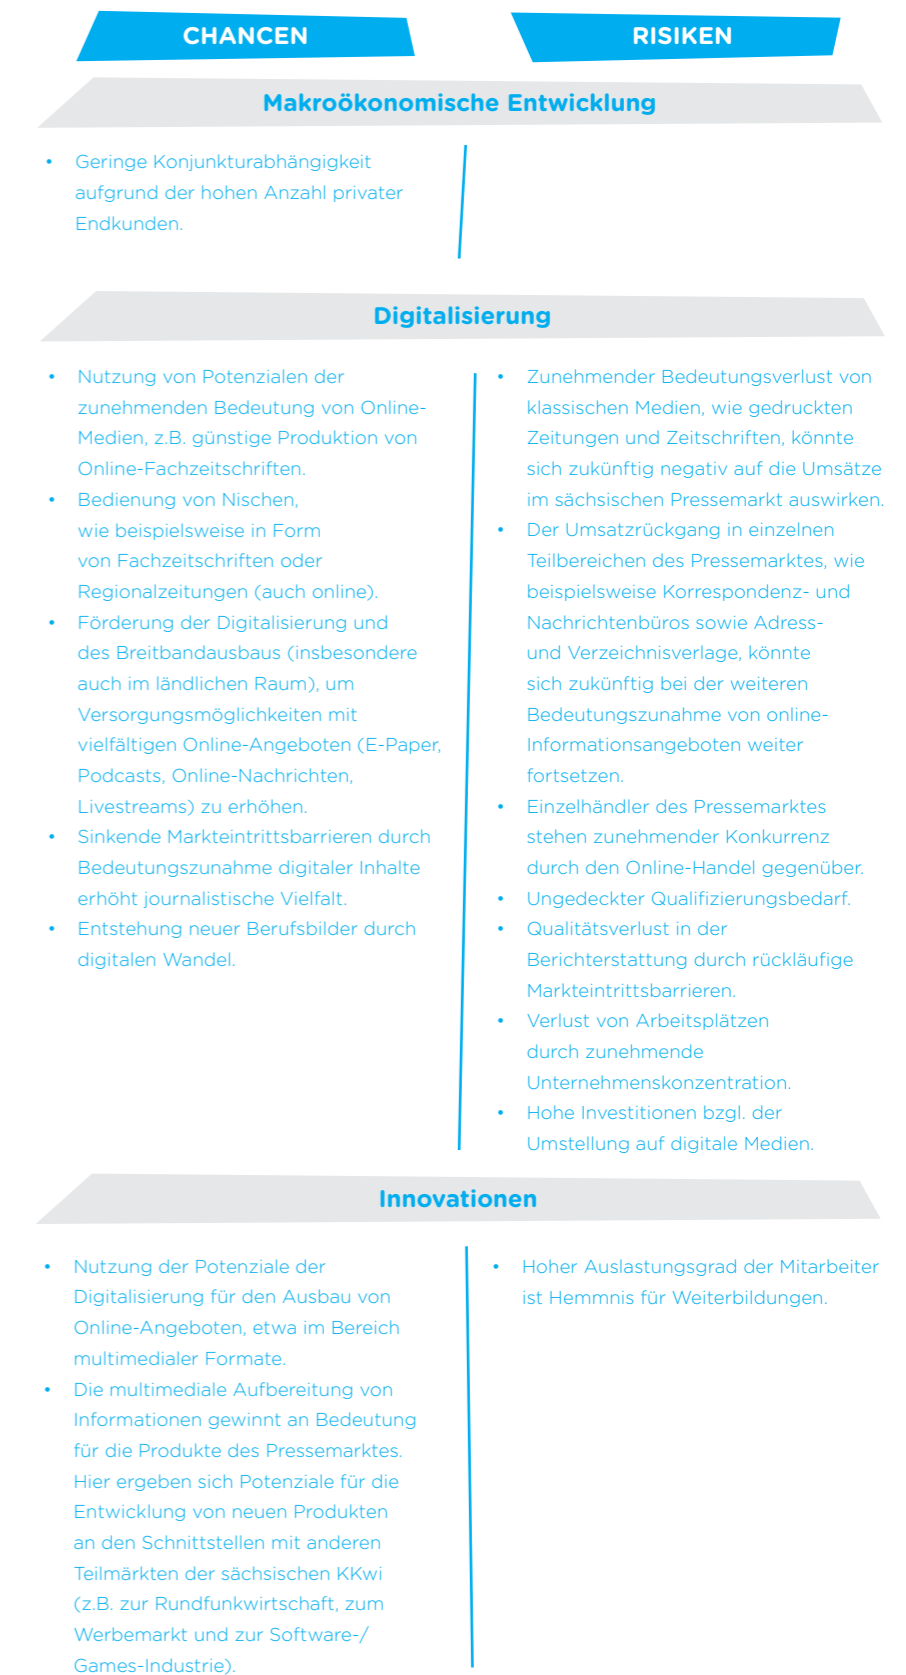 CHANCEN
RISIKEN
Makroökonomische Entwicklung
• Geringe Konjunkturabhängigkeit
aufgrund der hohen Anzahl privater
Endkunden.
Digitalisierung
• Nutzung von Potenzialen der
zunehmenden Bedeutung von Online-
Medien, z.B. günstige Produktion von
Online-Fachzeitschriften.
• Bedienung von Nischen,
wie beispielsweise in Form
von Fachzeitschriften oder
Regionalzeitungen (auch online).
• Förderung der Digitalisierung und
des Breitbandausbaus (insbesondere
auch im ländlichen Raum), um
Versorgungsmöglichkeiten mit
vielfältigen Online-Angeboten (E-Paper,
Podcasts, Online-Nachrichten,
Livestreams) zu erhöhen.
• Sinkende Markteintrittsbarrieren durch
Bedeutungszunahme digitaler Inhalte
erhöht journalistische Vielfalt.
• Entstehung neuer Berufsbilder durch
digitalen Wandel.
• Zunehmender Bedeutungsverlust von
klassischen Medien, wie gedruckten
Zeitungen und Zeitschriften, könnte
sich zukünftig negativ auf die Umsätze
im sächsischen Pressemarkt auswirken.
• Der Umsatzrückgang in einzelnen
Teilbereichen des Pressemarktes, wie
beispielsweise Korrespondenz- und
Nachrichtenbüros sowie Adress-
und Verzeichnisverlage, könnte
sich zukünftig bei der weiteren
Bedeutungszunahme von online-
Informationsangeboten weiter
fortsetzen.
• Einzelhändler des Pressemarktes
stehen zunehmender Konkurrenz
durch den Online-Handel gegenüber.
• Ungedeckter Qualifizierungsbedarf.
• Qualitätsverlust in der
Berichterstattung durch rückläufige
Markteintrittsbarrieren.
• Verlust von Arbeitsplätzen
durch zunehmende
Unternehmenskonzentration.
• Hohe Investitionen bzgl. der
Umstellung auf digitale Medien.
Innovationen
• Nutzung der Potenziale der
Digitalisierung für den Ausbau von
Online-Angeboten, etwa im Bereich
multimedialer Formate.
• Die multimediale Aufbereitung von
Informationen gewinnt an Bedeutung
für die Produkte des Pressemarktes.
Hier ergeben sich Potenziale für die
Entwicklung von neuen Produkten
an den Schnittstellen mit anderen
Teilmärkten der sächsischen KKwi
(z.B. zur Rundfunkwirtschaft, zum
Werbemarkt und zur Software-/
Games-Industrie).
• Hoher Auslastungsgrad der Mitarbeiter
ist Hemmnis für Weiterbildungen.